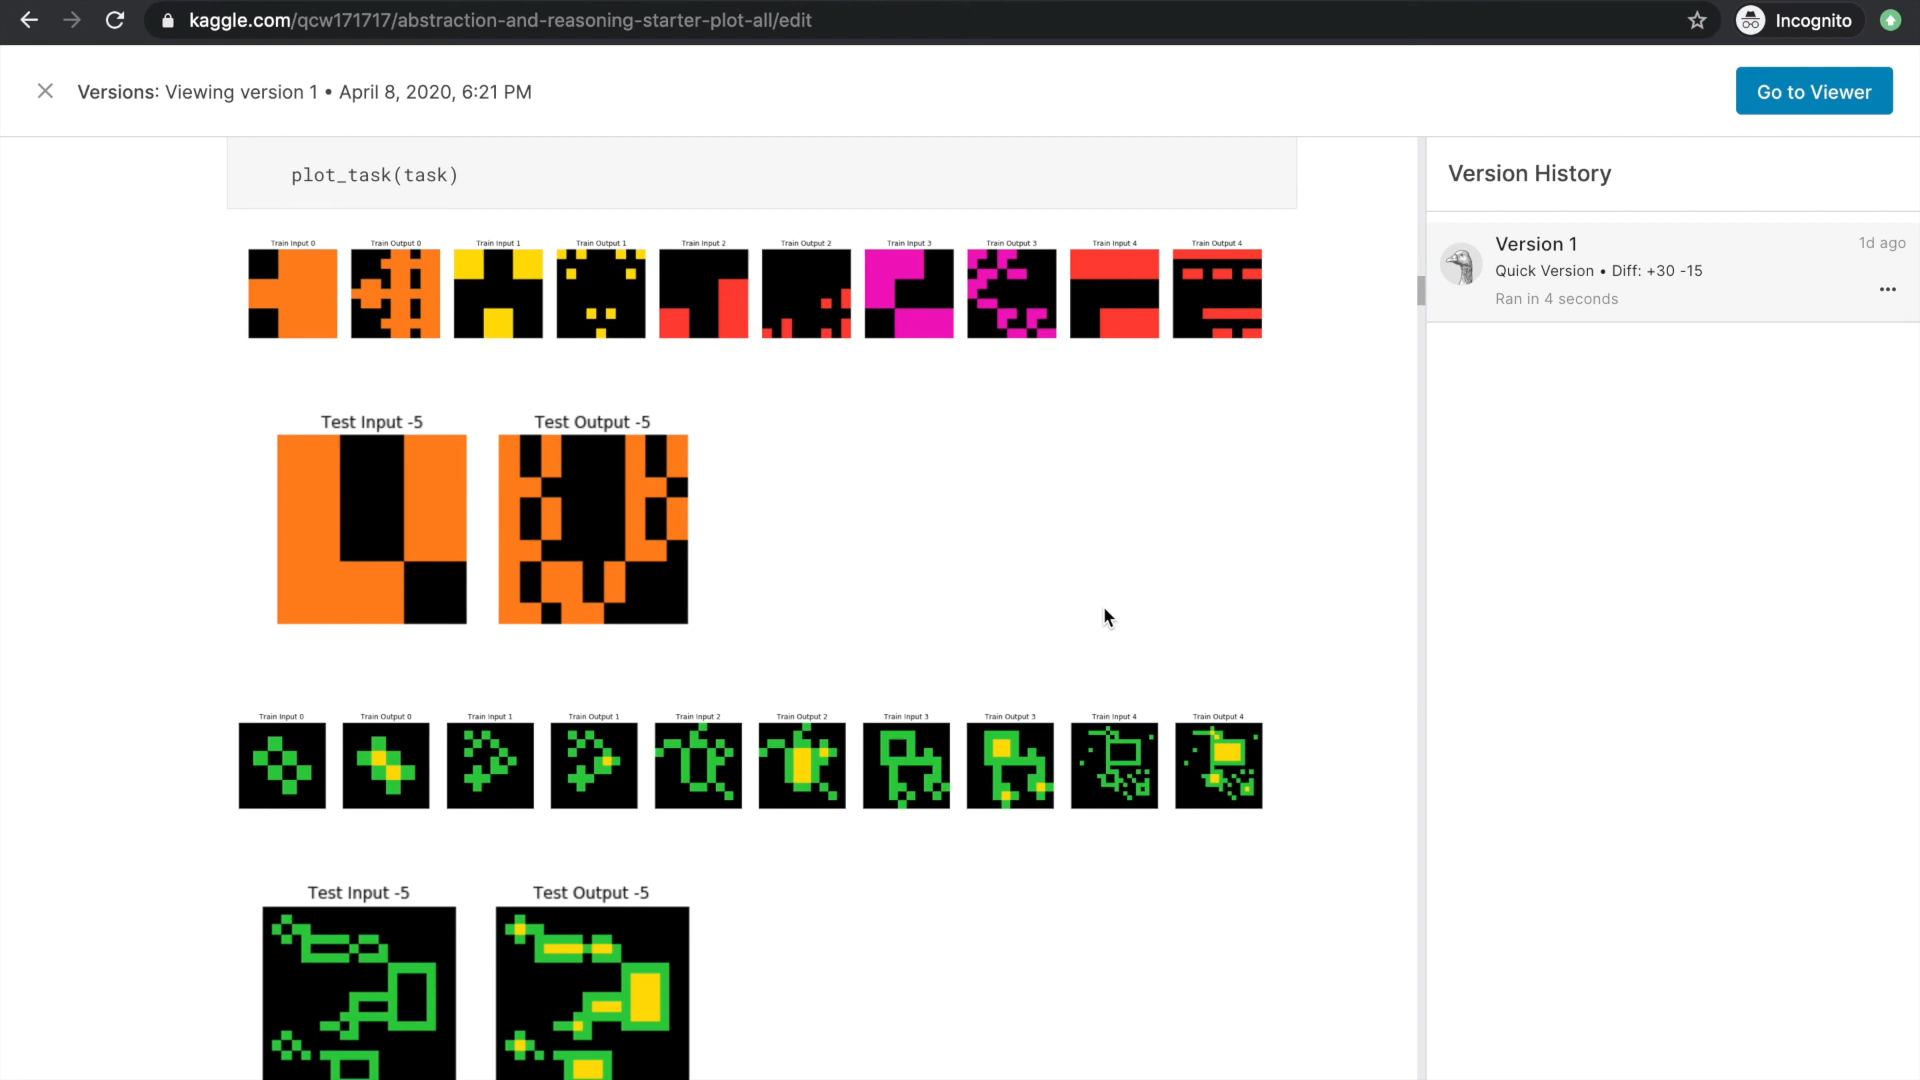 kaggle.com/qcw171717/abstraction-and-reasoning-starter-plot-all/edit
Incognito
Versions: Viewing version 1 • April 8, 2020, 6:21 PM
Go to Viewer
plot_task(task)
Version History
Version 1
1d ago
Quick Version • Diff: +30 -15
Ran in 4 seconds
Train Input 0 Train Output 0 Train Input 1 Train Output 1 Train Input 2 Train Output 2 Train Input 3 Train Output 3 Train Input 4 Train Output 4
Test Input -5 Test Output -5
Train Input 0 Train Output 0 Train Input 1 Train Output 1 Train Input 2 Train Output 2 Train Input 3 Train Output 3 Train Input 4 Train Output 4
Test Input -5 Test Output -5